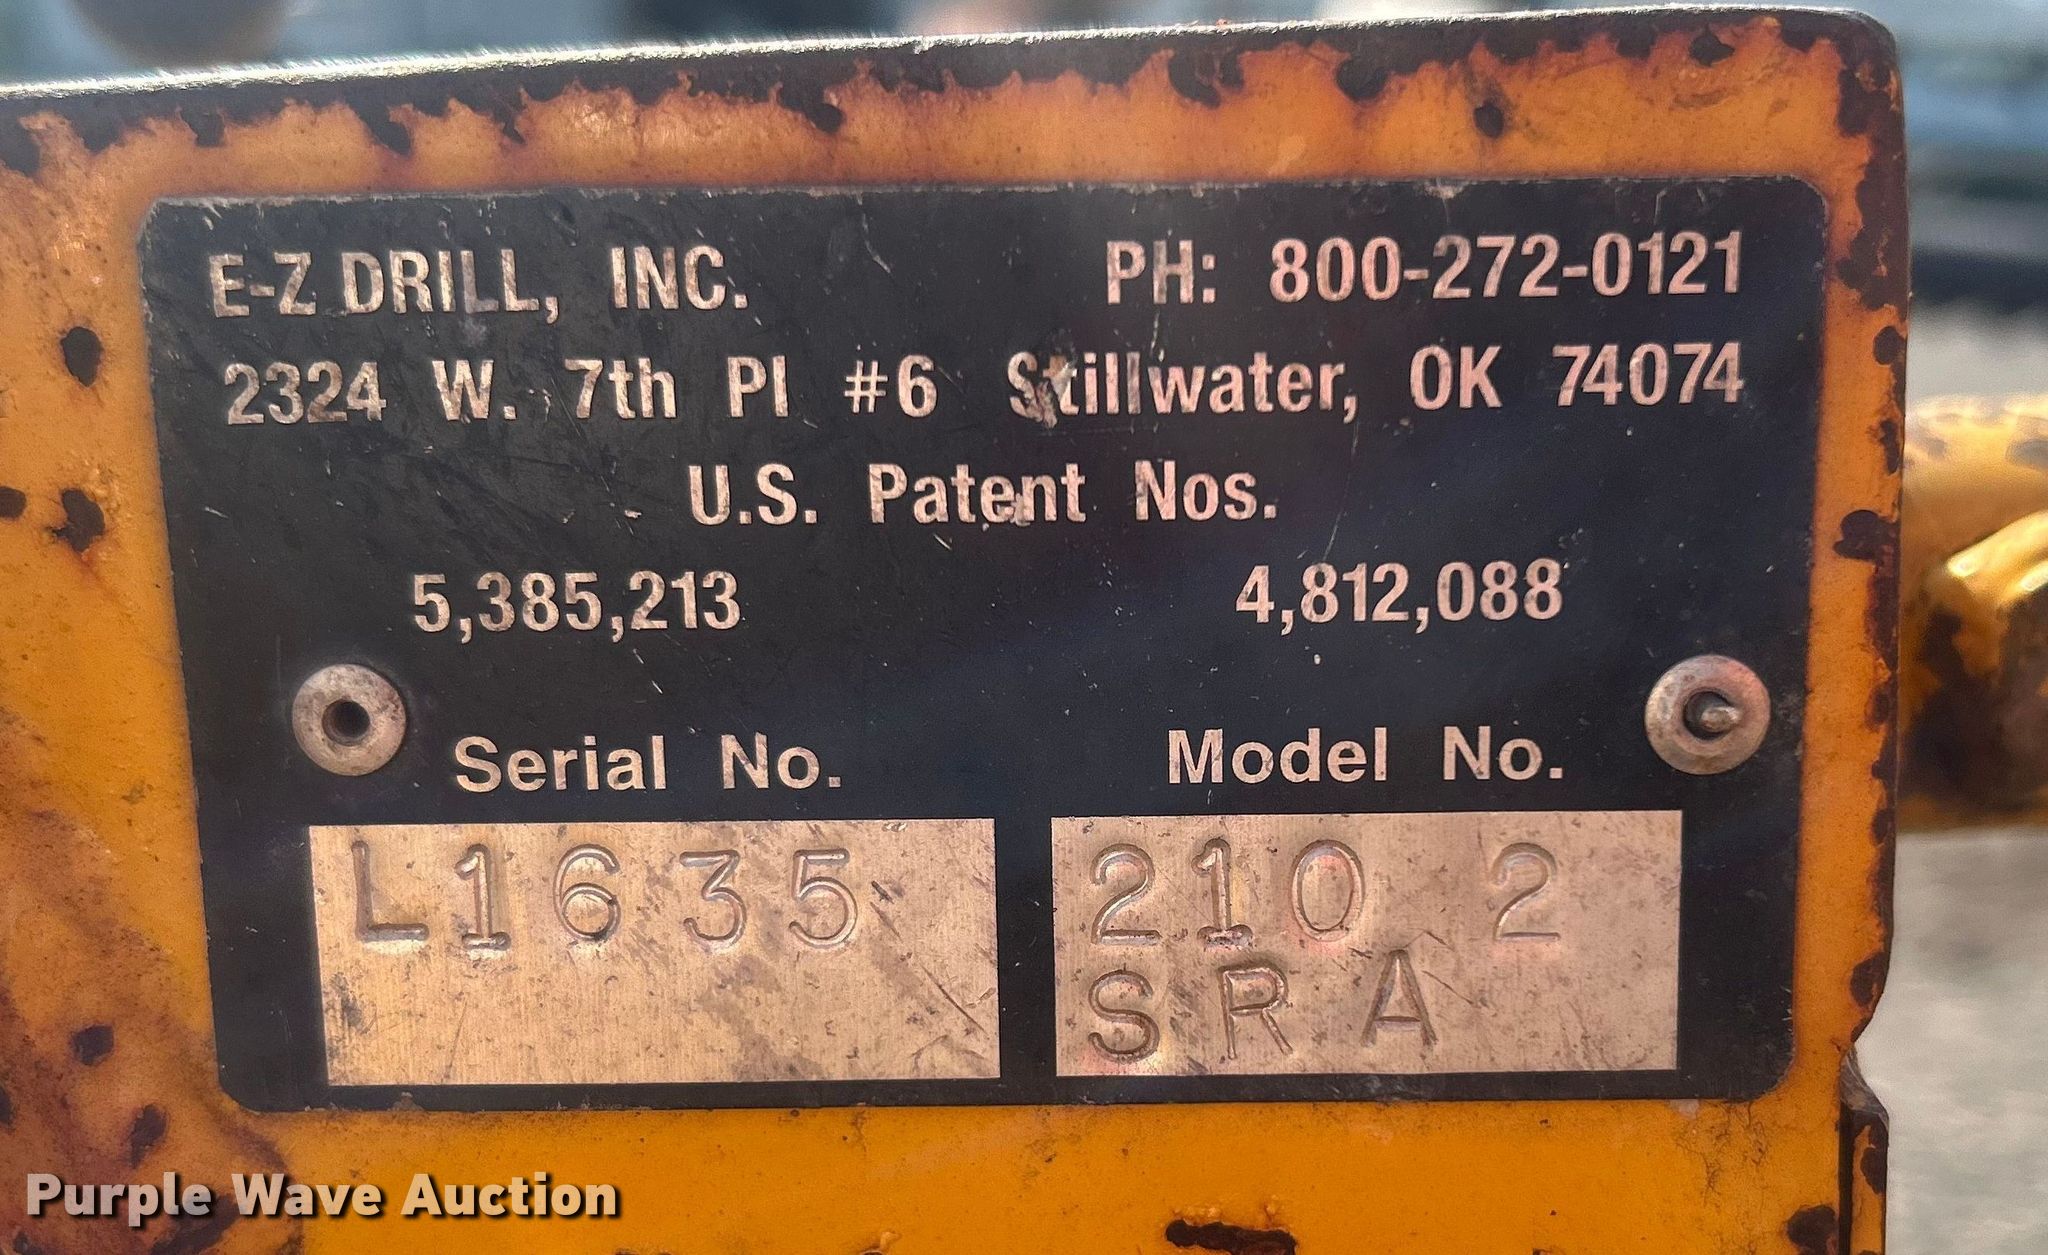 E-Z DRILL, INC. PH: 800-272-0121
2324 W. 7th Pl #6 Stillwater, OK 74074
U.S. Patent Nos.
5,385,213 4,812,088
Serial No. Model No.
L1635 210 2
SRA
Purple Wave Auction